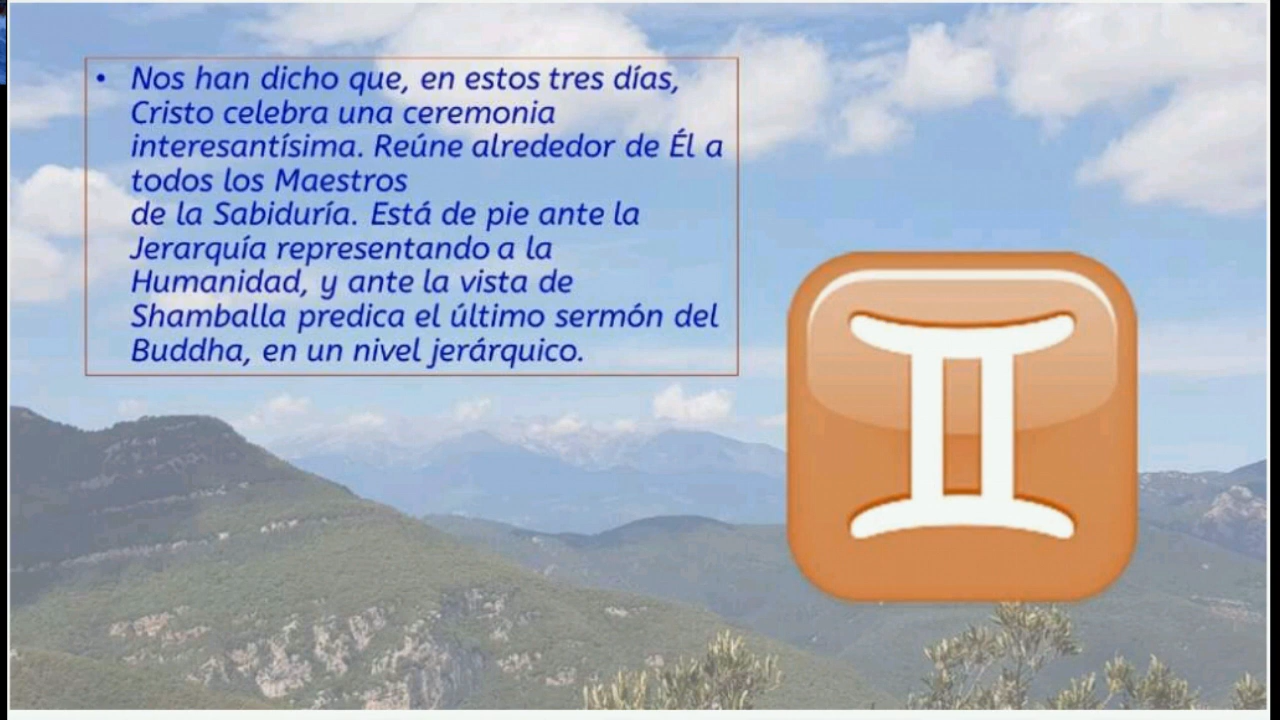 • Nos han dicho que, en estos tres días,
Cristo celebra una ceremonia
interesantísima. Reúne alrededor de Él a
todos los Maestros
de la Sabiduría. Está de pie ante la
Jerarquía representando a la
Humanidad, y ante la vista de
Shamballa predica el último sermón del
Buddha, en un nivel jerárquico.